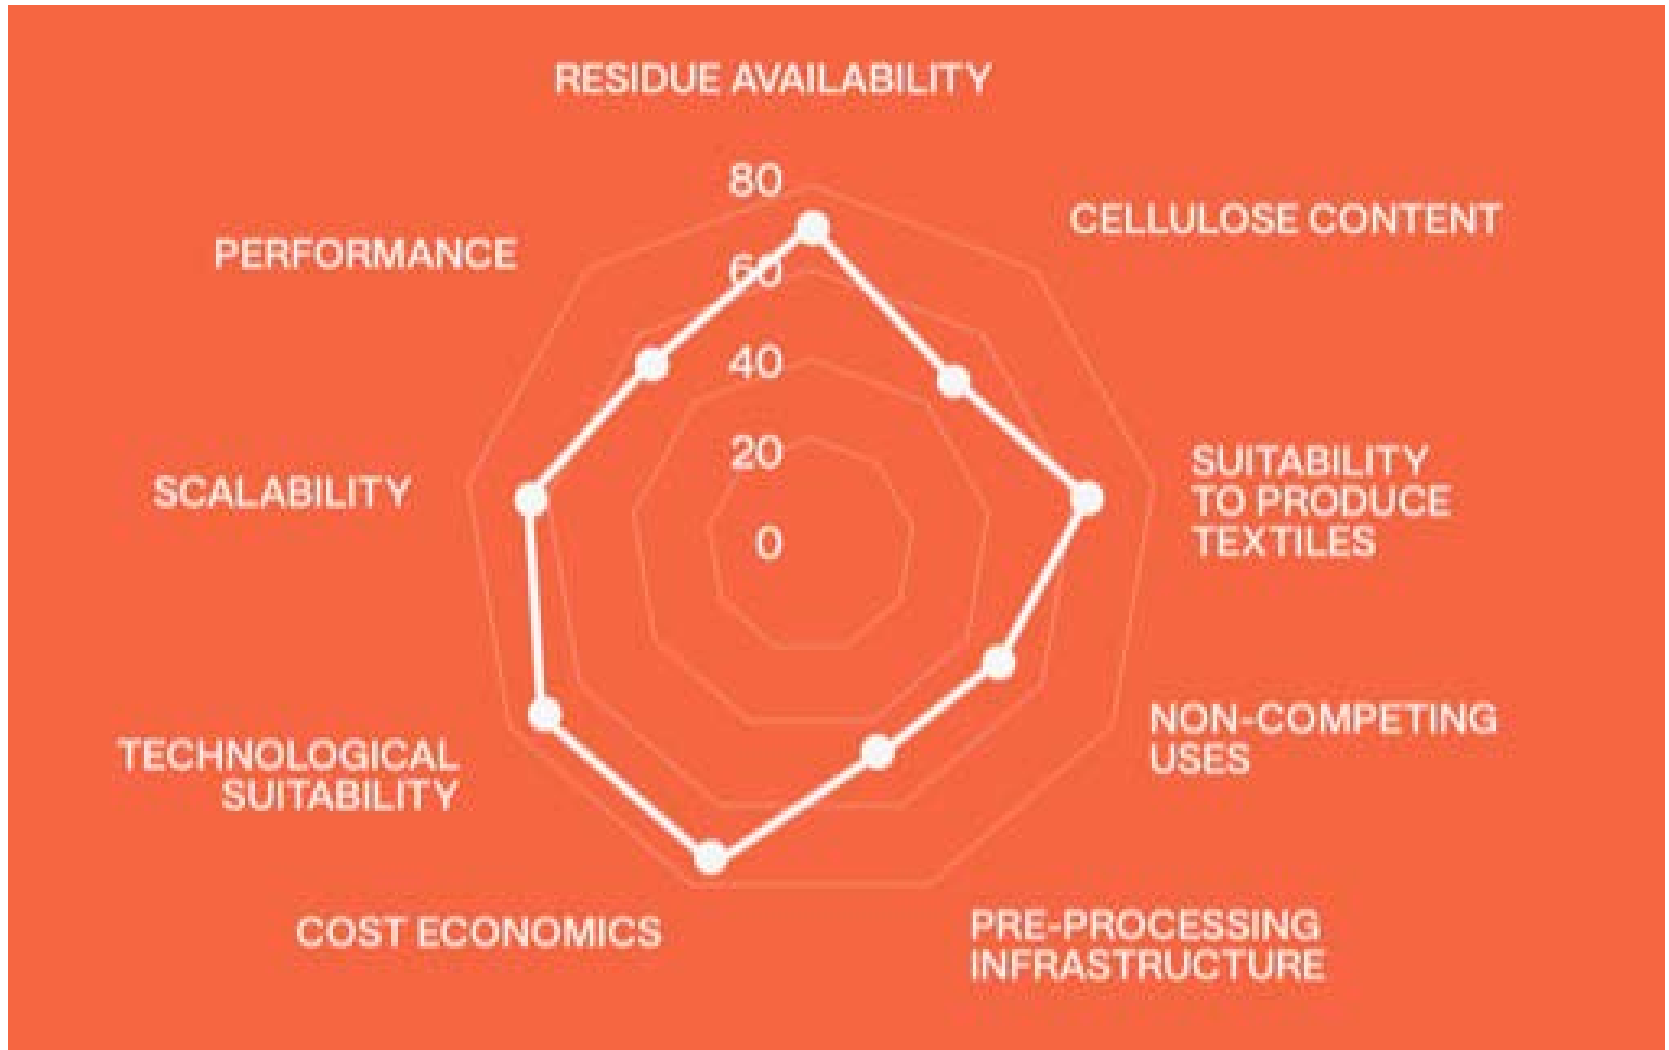 RESIDUE AVAILABILITY
80
CELLULOSE CONTENT
PERFORMANCE
60
40
20
SUITABILITY
TO PRODUCE
TEXTILES
SCALABILITY
0
NON-COMPETING
USES
TECHNOLOGICAL
SUITABILITY
COST ECONOMICS
PRE-PROCESSING
INFRASTRUCTURE